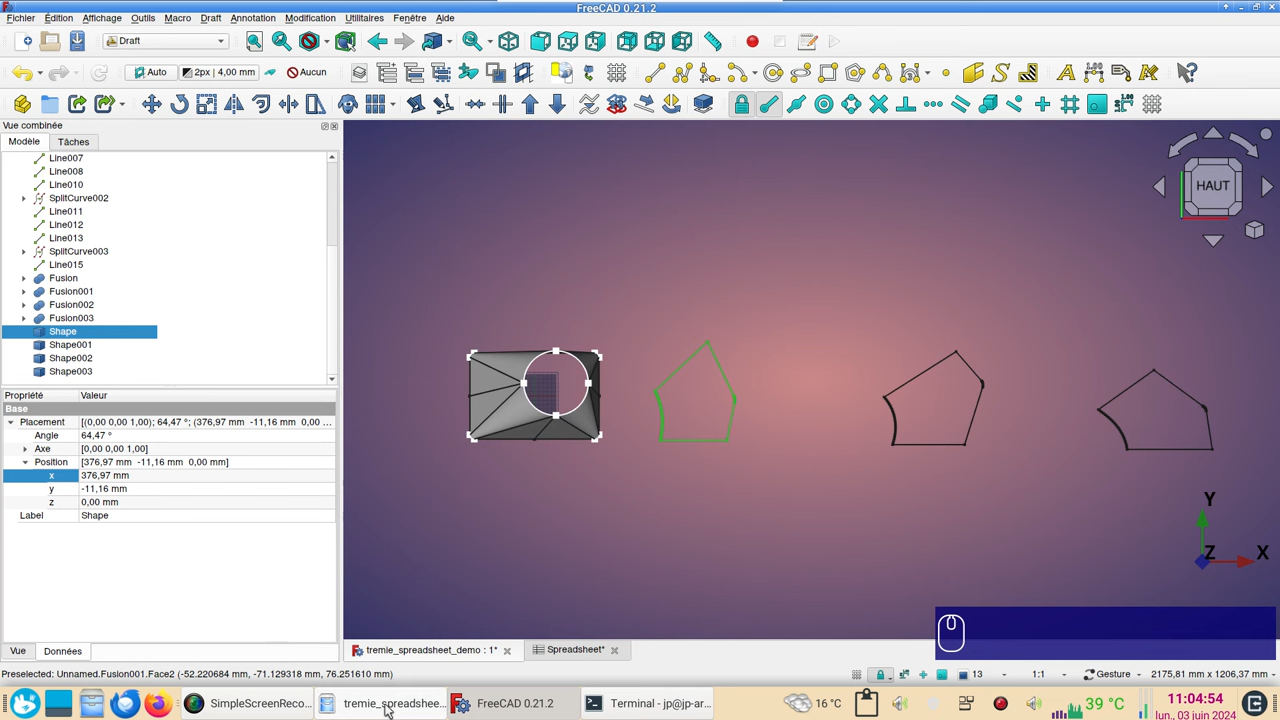 FreeCAD 0.21.2
Fichier Édition Affichage Outils Macro Draft Annotation Modification Utilitaires Fenêtre Aide
Draft
Auto 2px | 4,00 mm Aucun
Vue combinée
Modèle Tâches
Line007
Line008
Line010
SplitCurve002
Line011
Line012
Line013
SplitCurve003
Line015
Fusion
Fusion001
Fusion002
Fusion003
Shape
Shape001
Shape002
Shape003
HAUT
Propriété Valeur
Base
Placement [(0,00 0,00 1,00); 64,47 °; (376,97 mm -11,16 mm 0,00 ...
Angle 64,47 °
Axe [0,00 0,00 1,00]
Position [376,97 mm -11,16 mm 0,00 mm]
x 376,97 mm
y -11,16 mm
z 0,00 mm
Label Shape
Y
Z
X
Vue Données
tremie_spreadsheet_demo : 1* Spreadsheet*
Preselected: Unnamed.Fusion001.Face2 (-52.220684 mm, -71.129318 mm, 76.251610 mm) 13 1:1 Gesture 2175,81 mm x 1206,37 mm
SimpleScreenReco... tremie_spreadshee... FreeCAD 0.21.2 Terminal - jp@jp-ar... 16 °C 39 °C 11:04:54
lun., 03 juin 2024